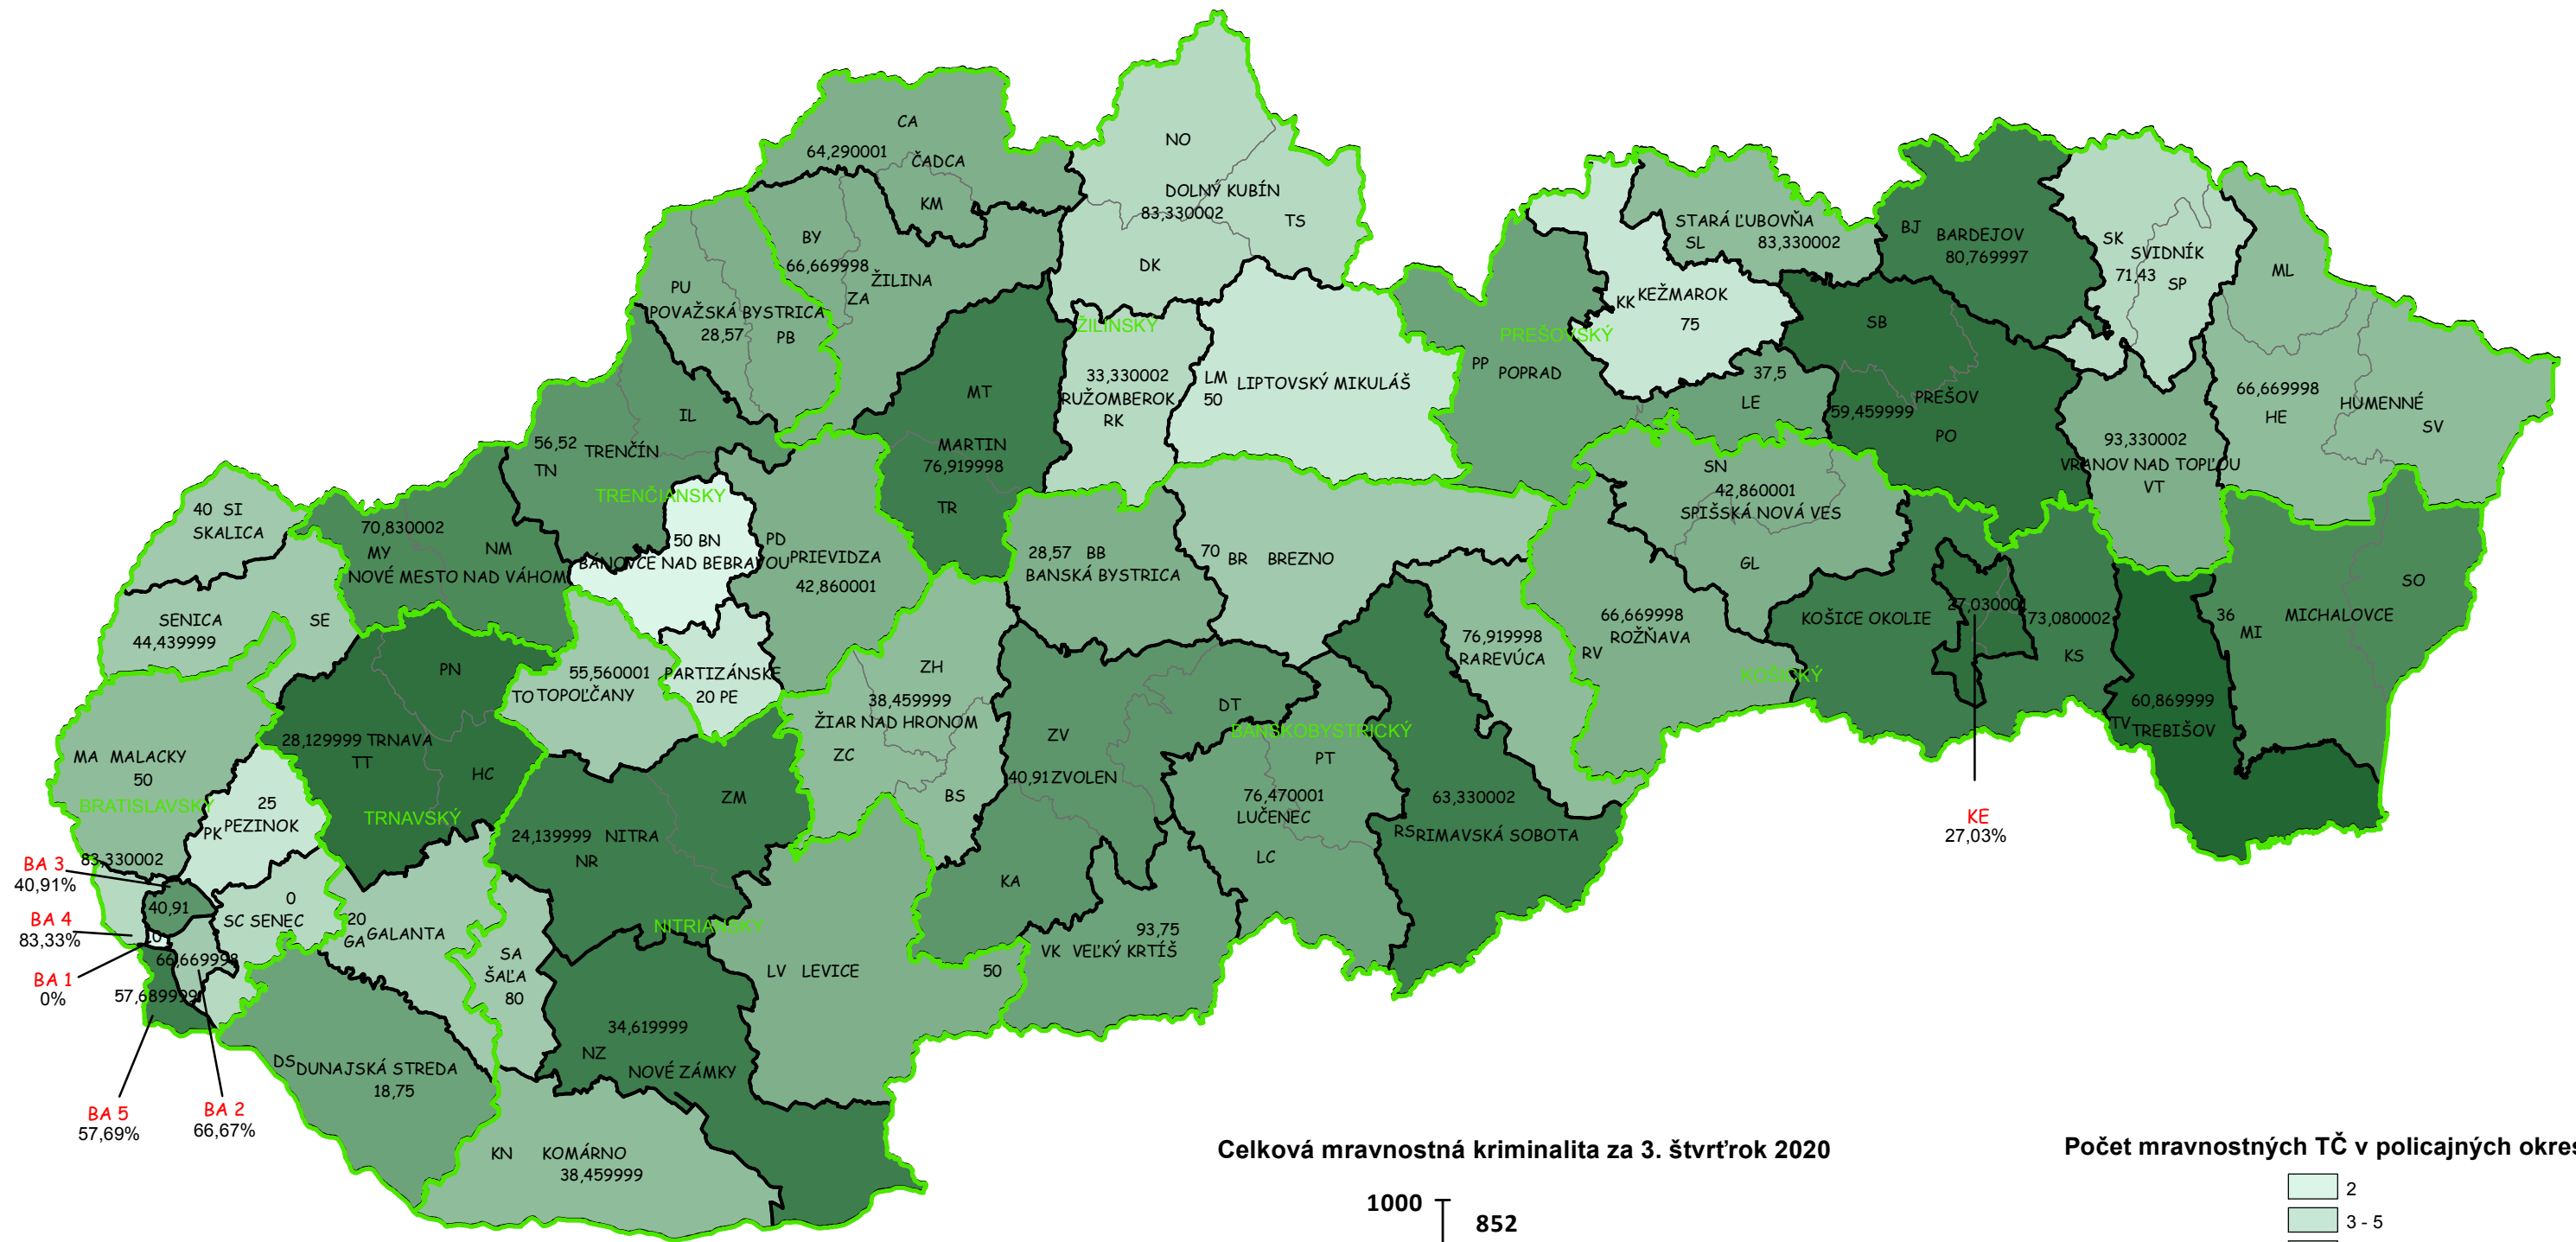 CA
64,290001
ČADCA
KM
NO
DOLNÝ KUBÍN
83,330002
TS
DK
BY
66,669998
ŽILINA
ZA
PU
POVAŽSKÁ BYSTRICA
28,57
PB
ŽILINSKÝ
STARÁ ĽUBOVŇA
SL 83,330002
BJ
BARDEJOV
80,769997
SK
SVIDNÍK
71,43
SP
ML
KK KEŽMAROK
75
PREŠOVSKÝ
PP
POPRAD
37,5
LE
SB
59,459999
PREŠOV
PO
93,330002
VRANOV NAD TOPĽOU
VT
66,669998
HE
HUMENNÉ
SV
MT
MARTIN
76,919998
TR
33,330002
RUŽOMBEROK
RK
LM
LIPTOVSKÝ MIKULÁŠ
50
IL
56,52
TRENČÍN
TN
TRENČIANSKY
40 SI
SKALICA
70,830002
MY
NM
NOVÉ MESTO NAD VÁHOM
50 BN
BÁNOVCE NAD BEBRAVOU
PD
PRIEVIDZA
42,860001
28,57 BB
BANSKÁ BYSTRICA
70
BR BREZNO
SN
42,860001
SPIŠSKÁ NOVÁ VES
GL
SENICA
44,439999
SE
PN
55,560001
TO TOPOĽČANY
PARTIZÁNSKE
20 PE
ZH
38,459999
ŽIAR NAD HRONOM
ZC
BS
76,919998
RA REVÚCA
66,669998
ROŽŇAVA
RV
KOŠICKÝ
KOŠICE OKOLIE
27,030001
73,080002
KS
36
MI
MICHALOVCE
SO
60,869999
TV
TREBIŠOV
MA MALACKY
50
BRATISLAVSKÝ
28,129999 TRNAVA
TT
HC
TRNAVSKÝ
25
PEZINOK
PK
24,139999 NITRA
NR
ZM
ZV
40,91 ZVOLEN
KA
DT
BANSKOBYSTRICKÝ
PT
76,470001
LUČENEC
LC
63,330002
RS RIMAVSKÁ SOBOTA
KE
27,03%
83,330002
BA 3
40,91%
40,91
BA 4
83,33%
BA 1
0%
66,669998
57,689999
BA 5
57,69%
BA 2
66,67%
0
SC SENEC
20
GA GALANTA
SA
ŠAĽA
80
NITRIANSKY
LV LEVICE
50
93,75
VK VEĽKÝ KRTÍŠ
DS DUNAJSKÁ STREDA
18,75
34,619999
NZ
NOVÉ ZÁMKY
KN KOMÁRNO
38,459999
Celková mravnostná kriminalita za 3. štvrťrok 2020
1000
852
Počet mravnostných TČ v policajných okres
2
3 - 5